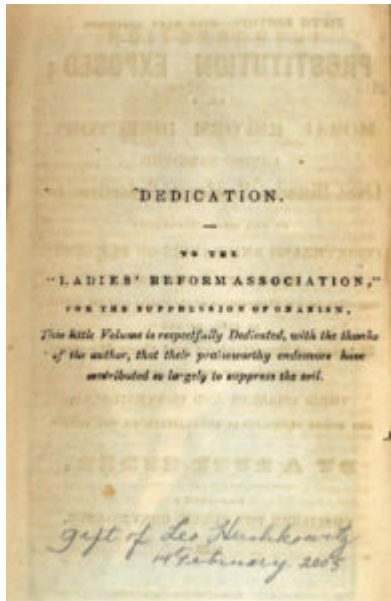 DEDICATION.
TO THE
"LADIES' REFORM ASSOCIATION,"
FOR THE SUPPRESSION OF ONANISM,
This little Volume is respectfully Dedicated, with the thanks
of the author, that their praiseworthy endeavors have
contributed so largely to suppress the evil.
gift of Leo Hershkowitz
14 February, 2005